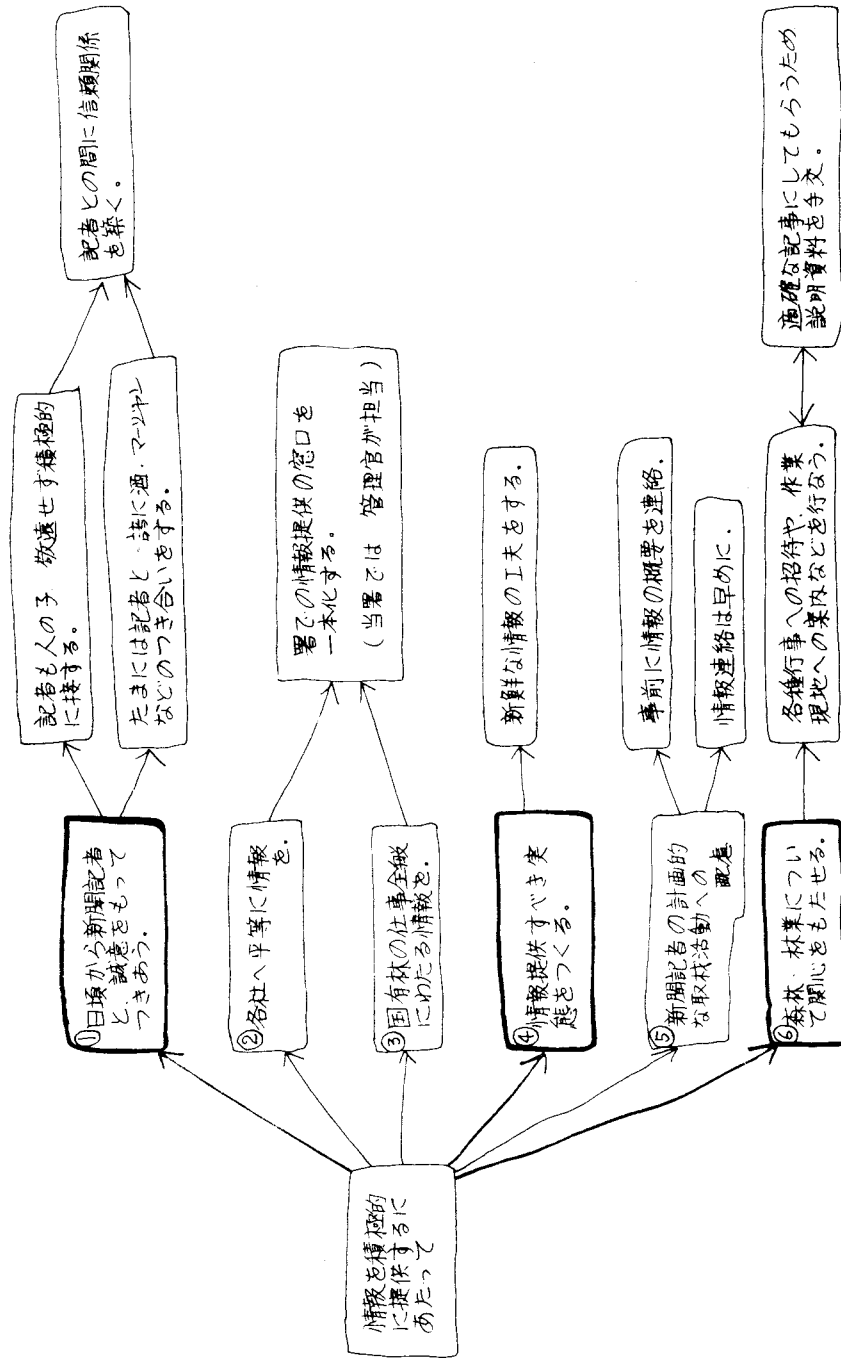 情報を積極的
に提供するに
あたって
①日頃から新聞記者
と、誠意をもって
つきあう。
記者も人の子 敬遠せず積極的
に接する。
たまには記者と一諸に酒・マージャン
などのつき合いをする。
記者との間に信頼関係
を築く。
②各社へ平等に情報
を。
③国有林の仕事全般
にわたる情報を。
署での情報提供の窓口を
一本化する。
(当署では 管理官が担当)
④情報提供すべき実
態をつくる。
新鮮な情報の工夫をする。
⑤新聞記者の計画的
な取材活動への
配慮
事前に情報の概要を連絡.
情報連絡は早めに.
⑥森林・林業につい
て関心をもたせる。
各種行事への招待や、作業
現地への案内などを行なう。
適確な記事にしてもらうため
説明資料を手交。